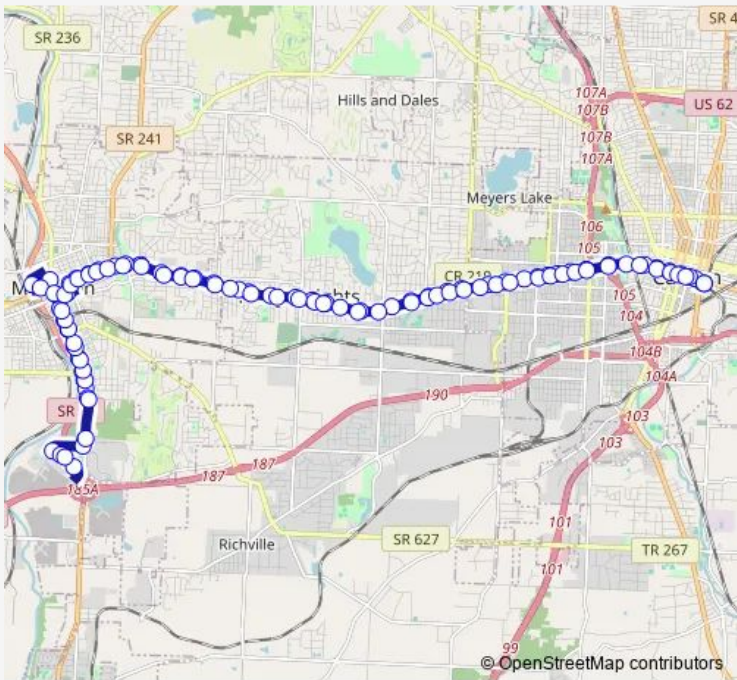 SR 236
SR 4
107A
107B
US 62
Hills and Dales
SR 241
107B
107A
Meyers Lake
106
105
CR 219
105
104
104B
104A
190
SR
103
103
187
187
185A
101
Richville
SR 627
TR 267
101
99
© OpenStreetMap contributors